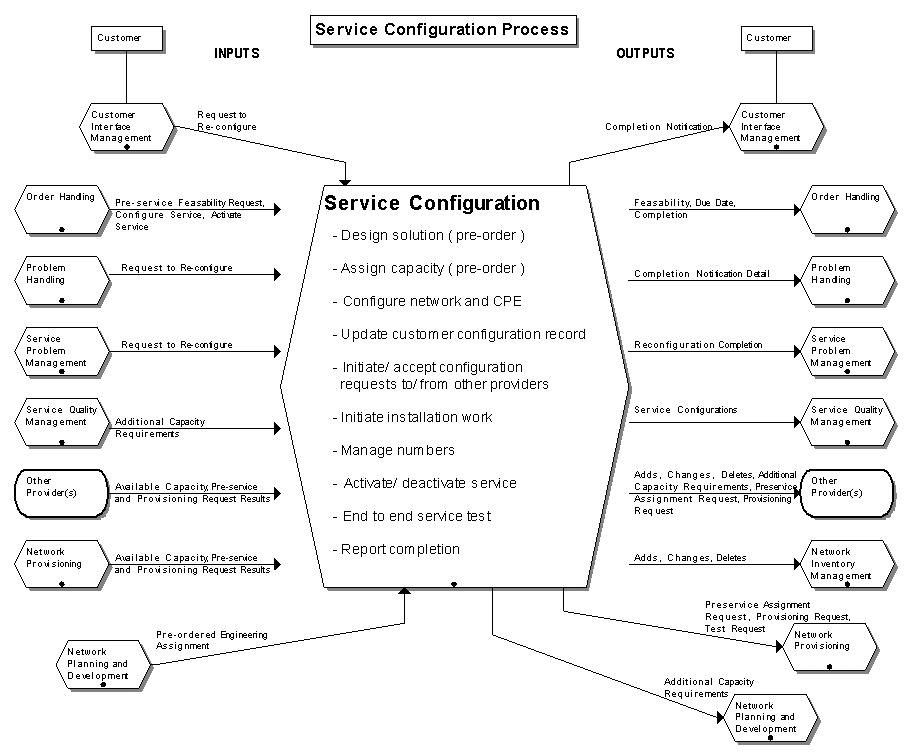 Service Configuration Process
INPUTS
OUTPUTS
Customer
Customer
Interface
Management
Request to
Re-configure
Order Handling
Pre-service Feasability Request,
Configure Service, Activate
Service
Problem
Handling
Request to Re-configure
Service
Problem
Management
Request to Re-configure
Service Quality
Management
Additional Capacity
Requirements
Other
Provider(s)
Available Capacity, Pre-service
and Provisioning Request Results
Network
Provisioning
Available Capacity, Pre-service
and Provisioning Request Results
Network
Planning and
Development
Pre-ordered Engineering
Assignment
Service Configuration
- Design solution ( pre-order )
- Assign capacity ( pre-order )
- Configure network and CPE
- Update customer configuration record
- Initiate/ accept configuration
requests to/ from other providers
- Initiate installation work
- Manage numbers
- Activate/ deactivate service
- End to end service test
- Report completion
Customer
Completion Notification
Customer
Interface
Management
Feasability, Due Date,
Completion
Order Handling
Completion Notification Detail
Problem
Handling
Reconfiguration Completion
Service
Problem
Management
Service Configurations
Service Quality
Management
Adds, Changes, Deletes, Additional
Capacity Requirements, Preservice
Assignment Request, Provisioning
Request
Other
Provider(s)
Adds, Changes, Deletes
Network
Inventory
Management
Preservice Assignment
Request, Provisioning Request,
Test Request
Network
Provisioning
Additional Capacity
Requirements
Network
Planning and
Development